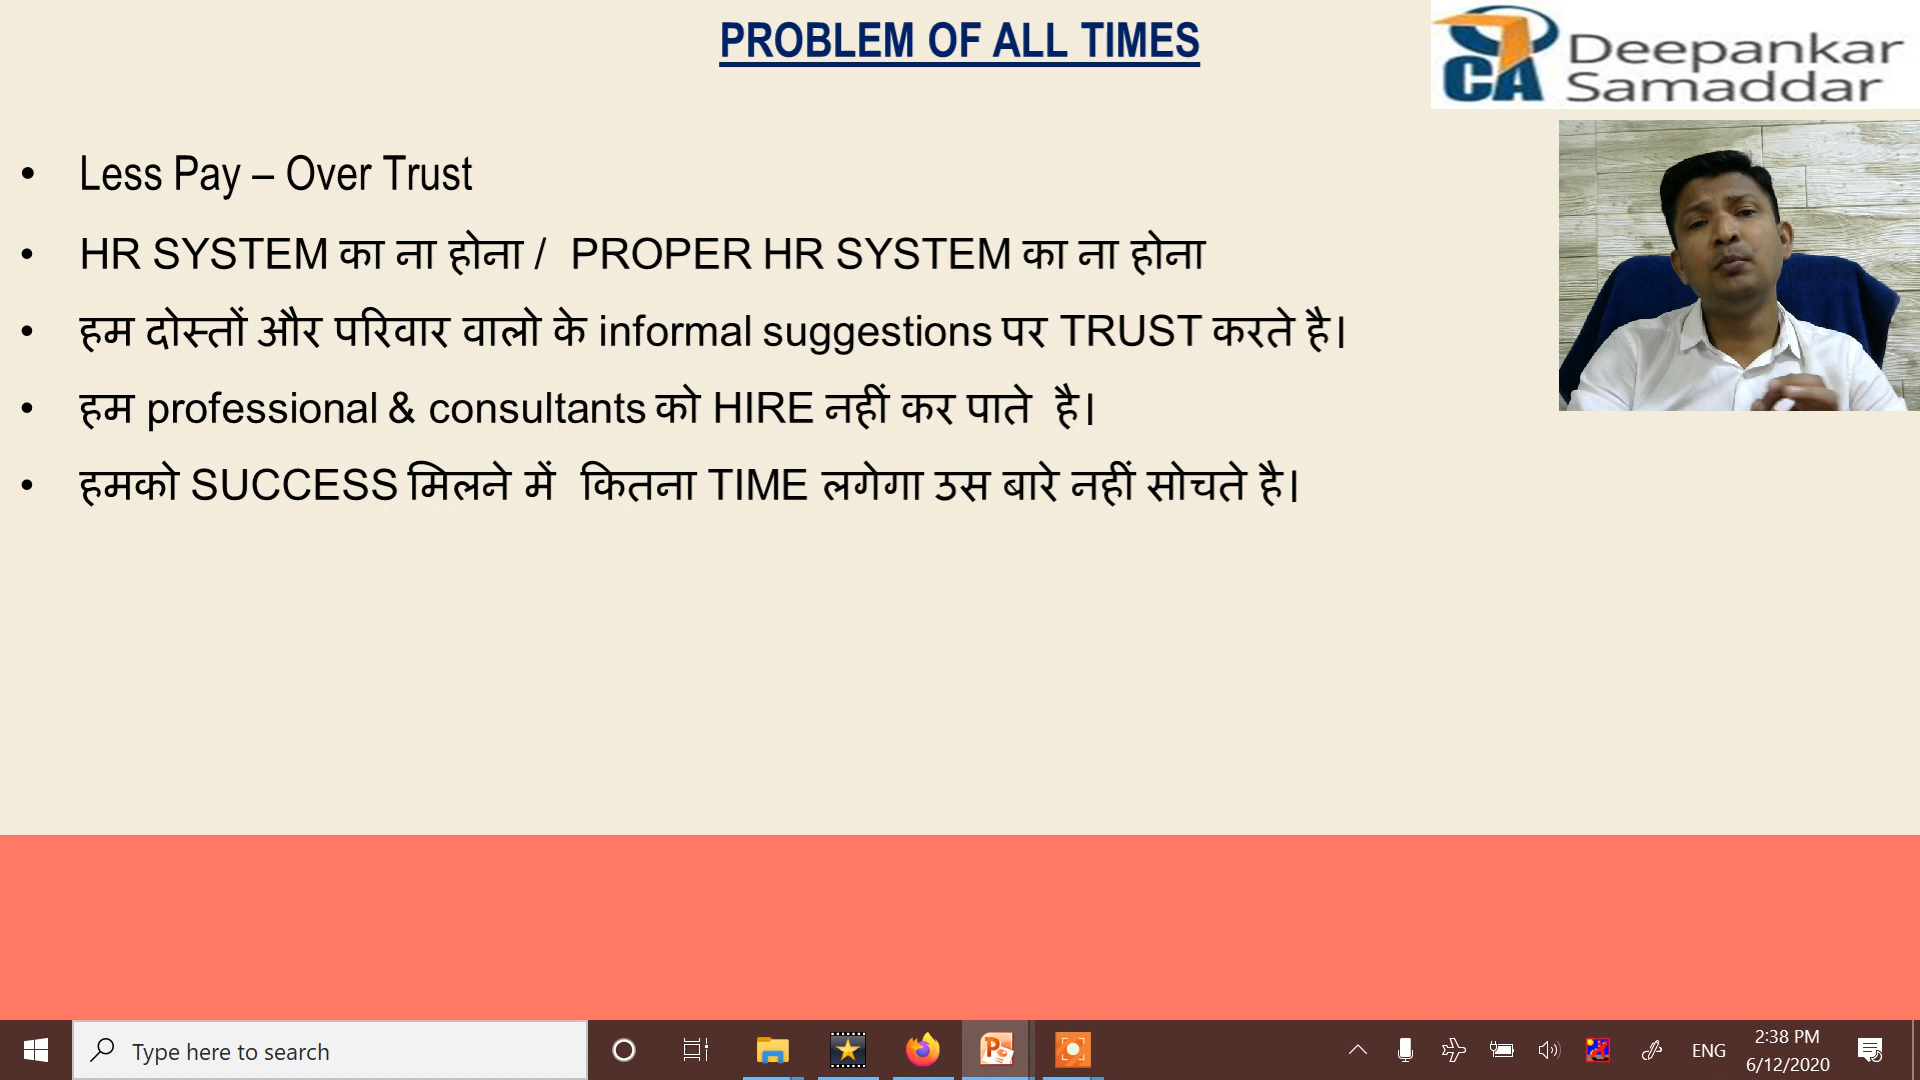 PROBLEM OF ALL TIMES
CA Deepankar
Samaddar
• Less Pay – Over Trust
• HR SYSTEM का ना होना / PROPER HR SYSTEM का ना होना
• हम दोस्तों और परिवार वालो के informal suggestions पर TRUST करते है।
• हम professional & consultants को HIRE नहीं कर पाते है।
• हमको SUCCESS मिलने में कितना TIME लगेगा उस बारे नहीं सोचते है।
Type here to search
ENG
2:38 PM
6/12/2020